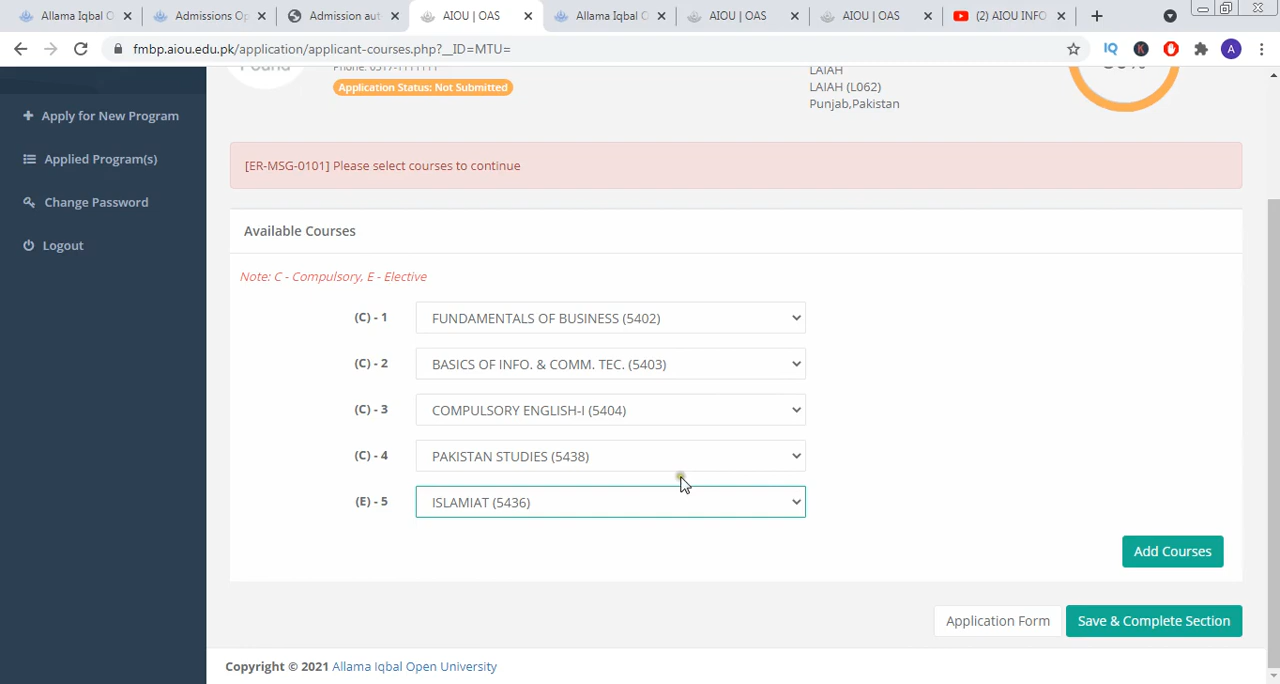 Allama Iqbal O
Admissions Op
Admission aut
AIOU | OAS
Allama Iqbal O
AIOU | OAS
AIOU | OAS
(2) AIOU INFO
fmbp.aiou.edu.pk/application/applicant-courses.php?__ID=MTU=
IQ
K
A
Apply for New Program
Applied Program(s)
Change Password
Logout
Application Status: Not Submitted
LAIAH
LAIAH (L062)
Punjab,Pakistan
[ER-MSG-0101] Please select courses to continue
Available Courses
Note: C - Compulsory, E - Elective
(C) - 1 FUNDAMENTALS OF BUSINESS (5402)
(C) - 2 BASICS OF INFO. & COMM. TEC. (5403)
(C) - 3 COMPULSORY ENGLISH-I (5404)
(C) - 4 PAKISTAN STUDIES (5438)
(E) - 5 ISLAMIAT (5436)
Add Courses
Application Form Save & Complete Section
Copyright © 2021 Allama Iqbal Open University